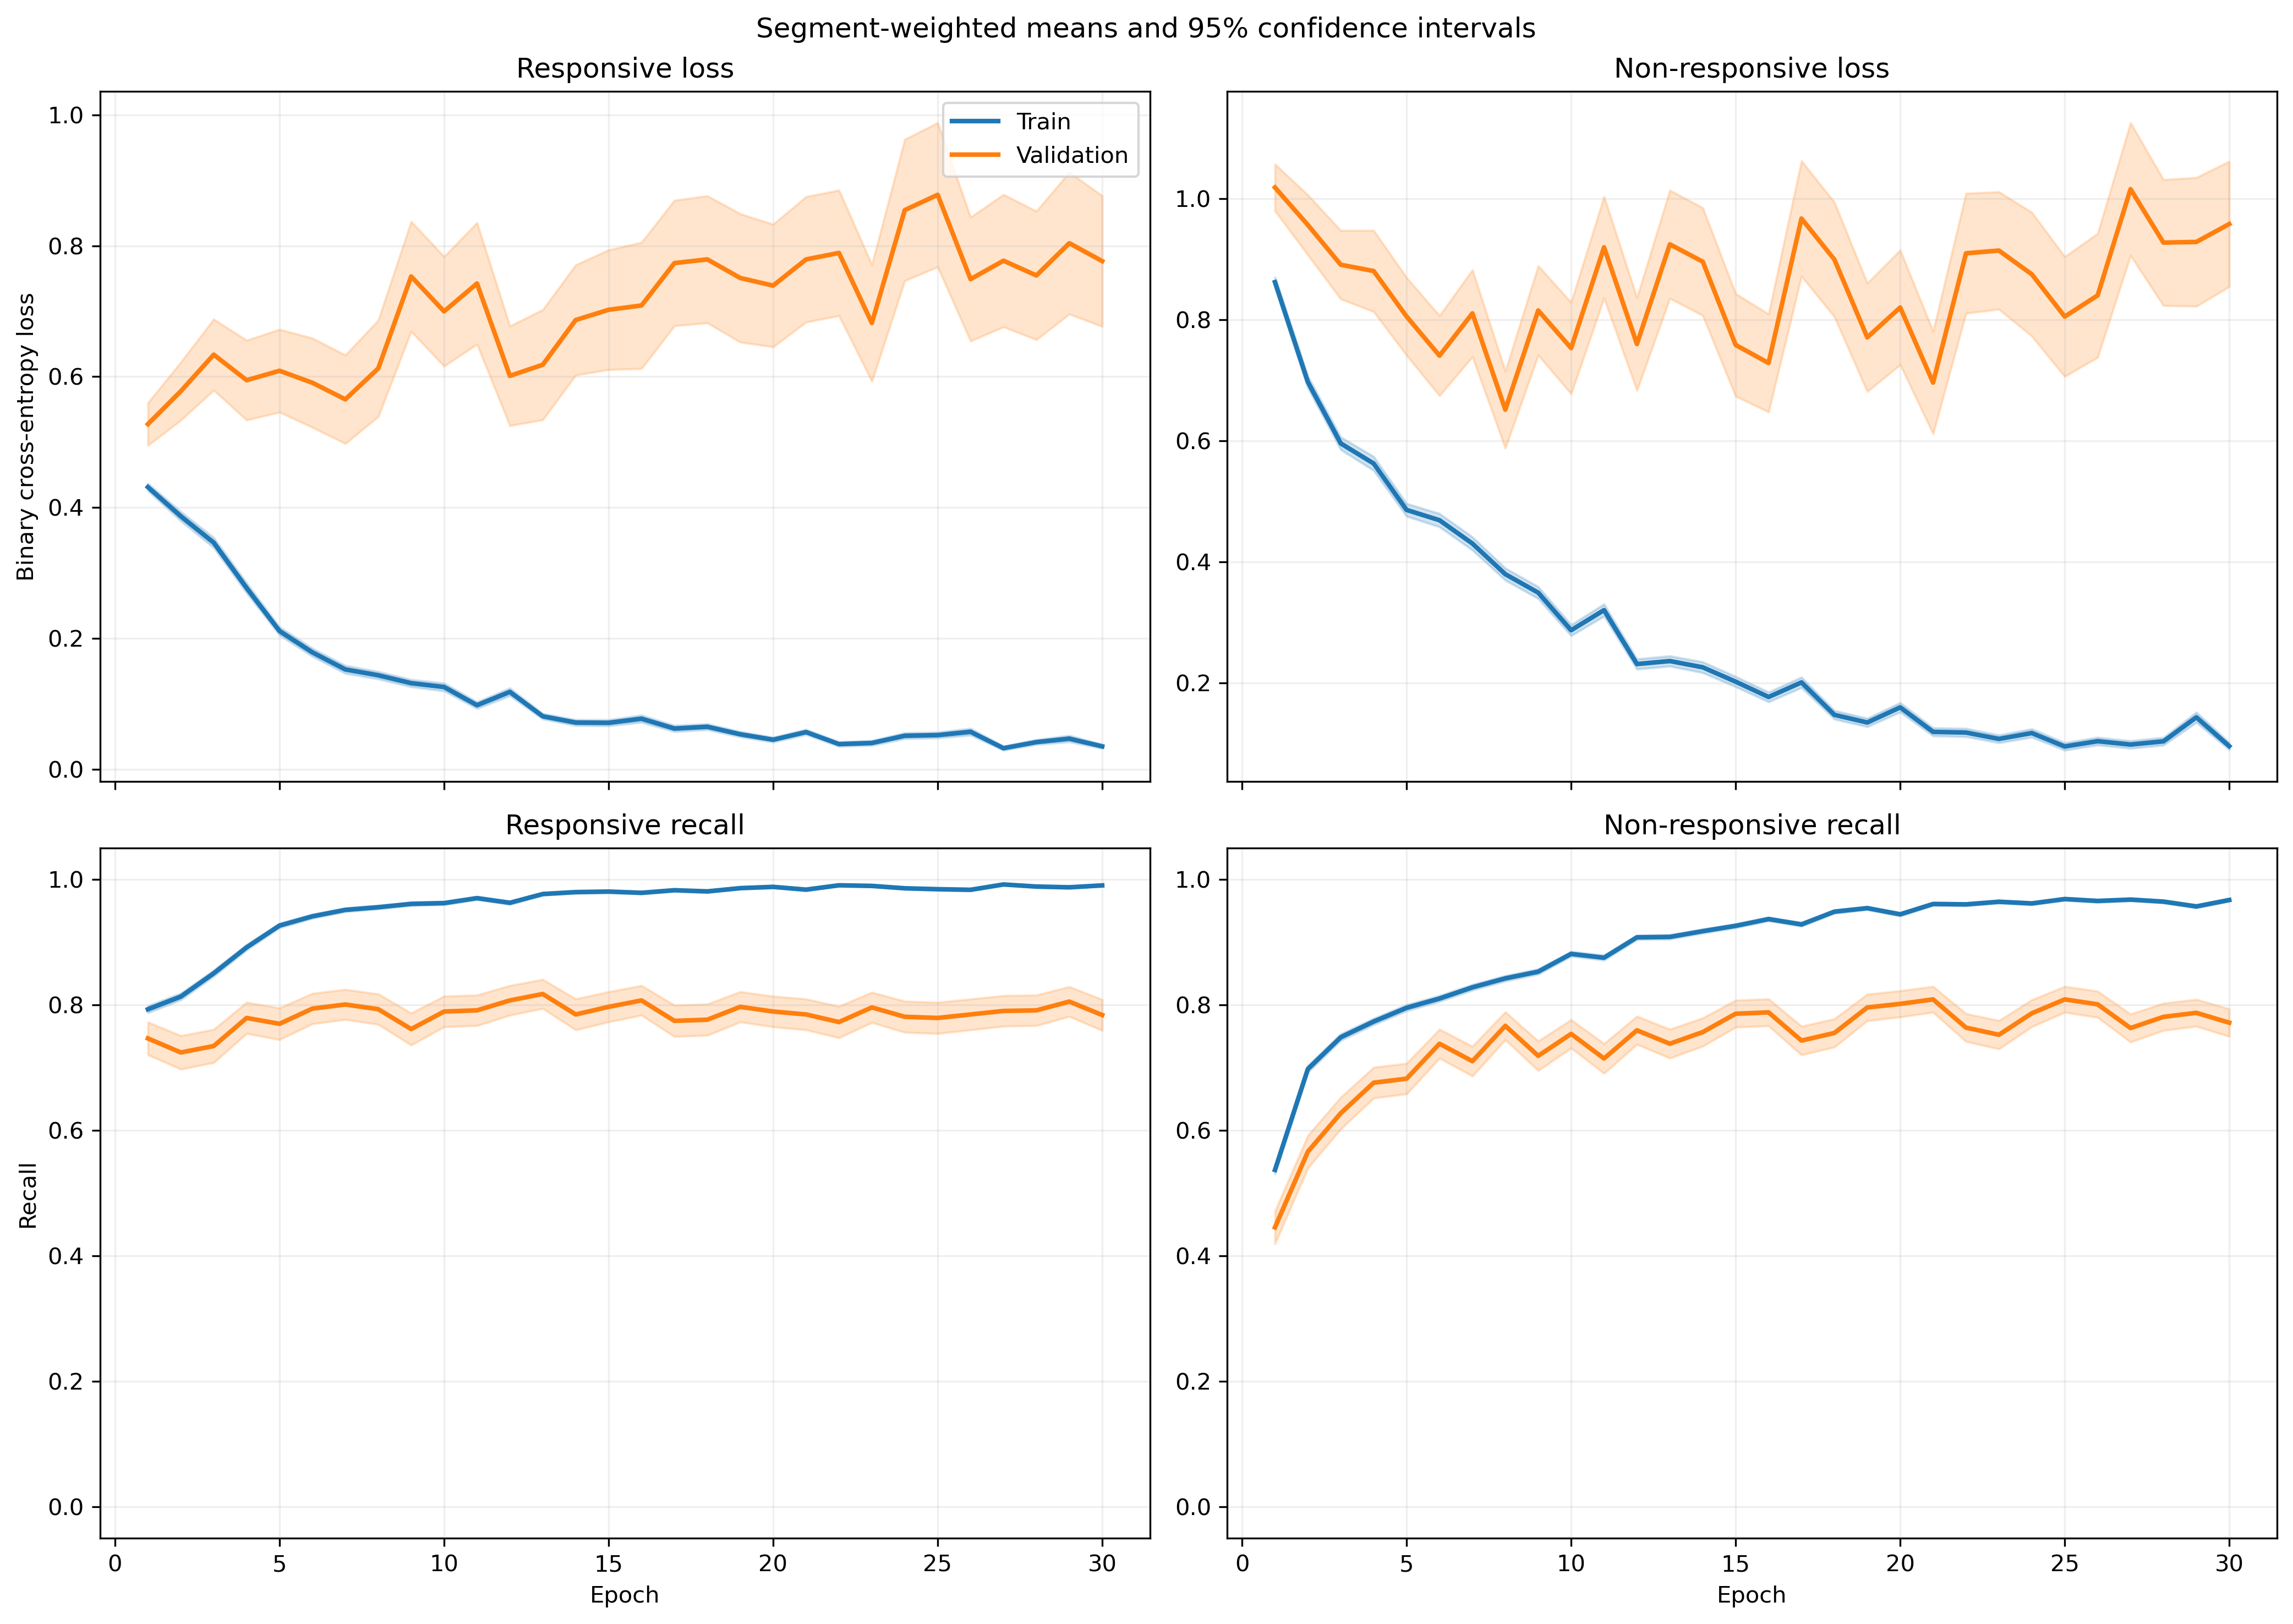 Segment-weighted means and 95% confidence intervals
Responsive loss
Non-responsive loss
Train
Validation
Binary cross-entropy loss
1.0
0.8
0.6
0.4
0.2
0.0
1.0
0.8
0.6
0.4
0.2
Responsive recall
Non-responsive recall
Recall
1.0
0.8
0.6
0.4
0.2
0.0
0 5 10 15 20 25 30
Epoch
1.0
0.8
0.6
0.4
0.2
0.0
0 5 10 15 20 25 30
Epoch